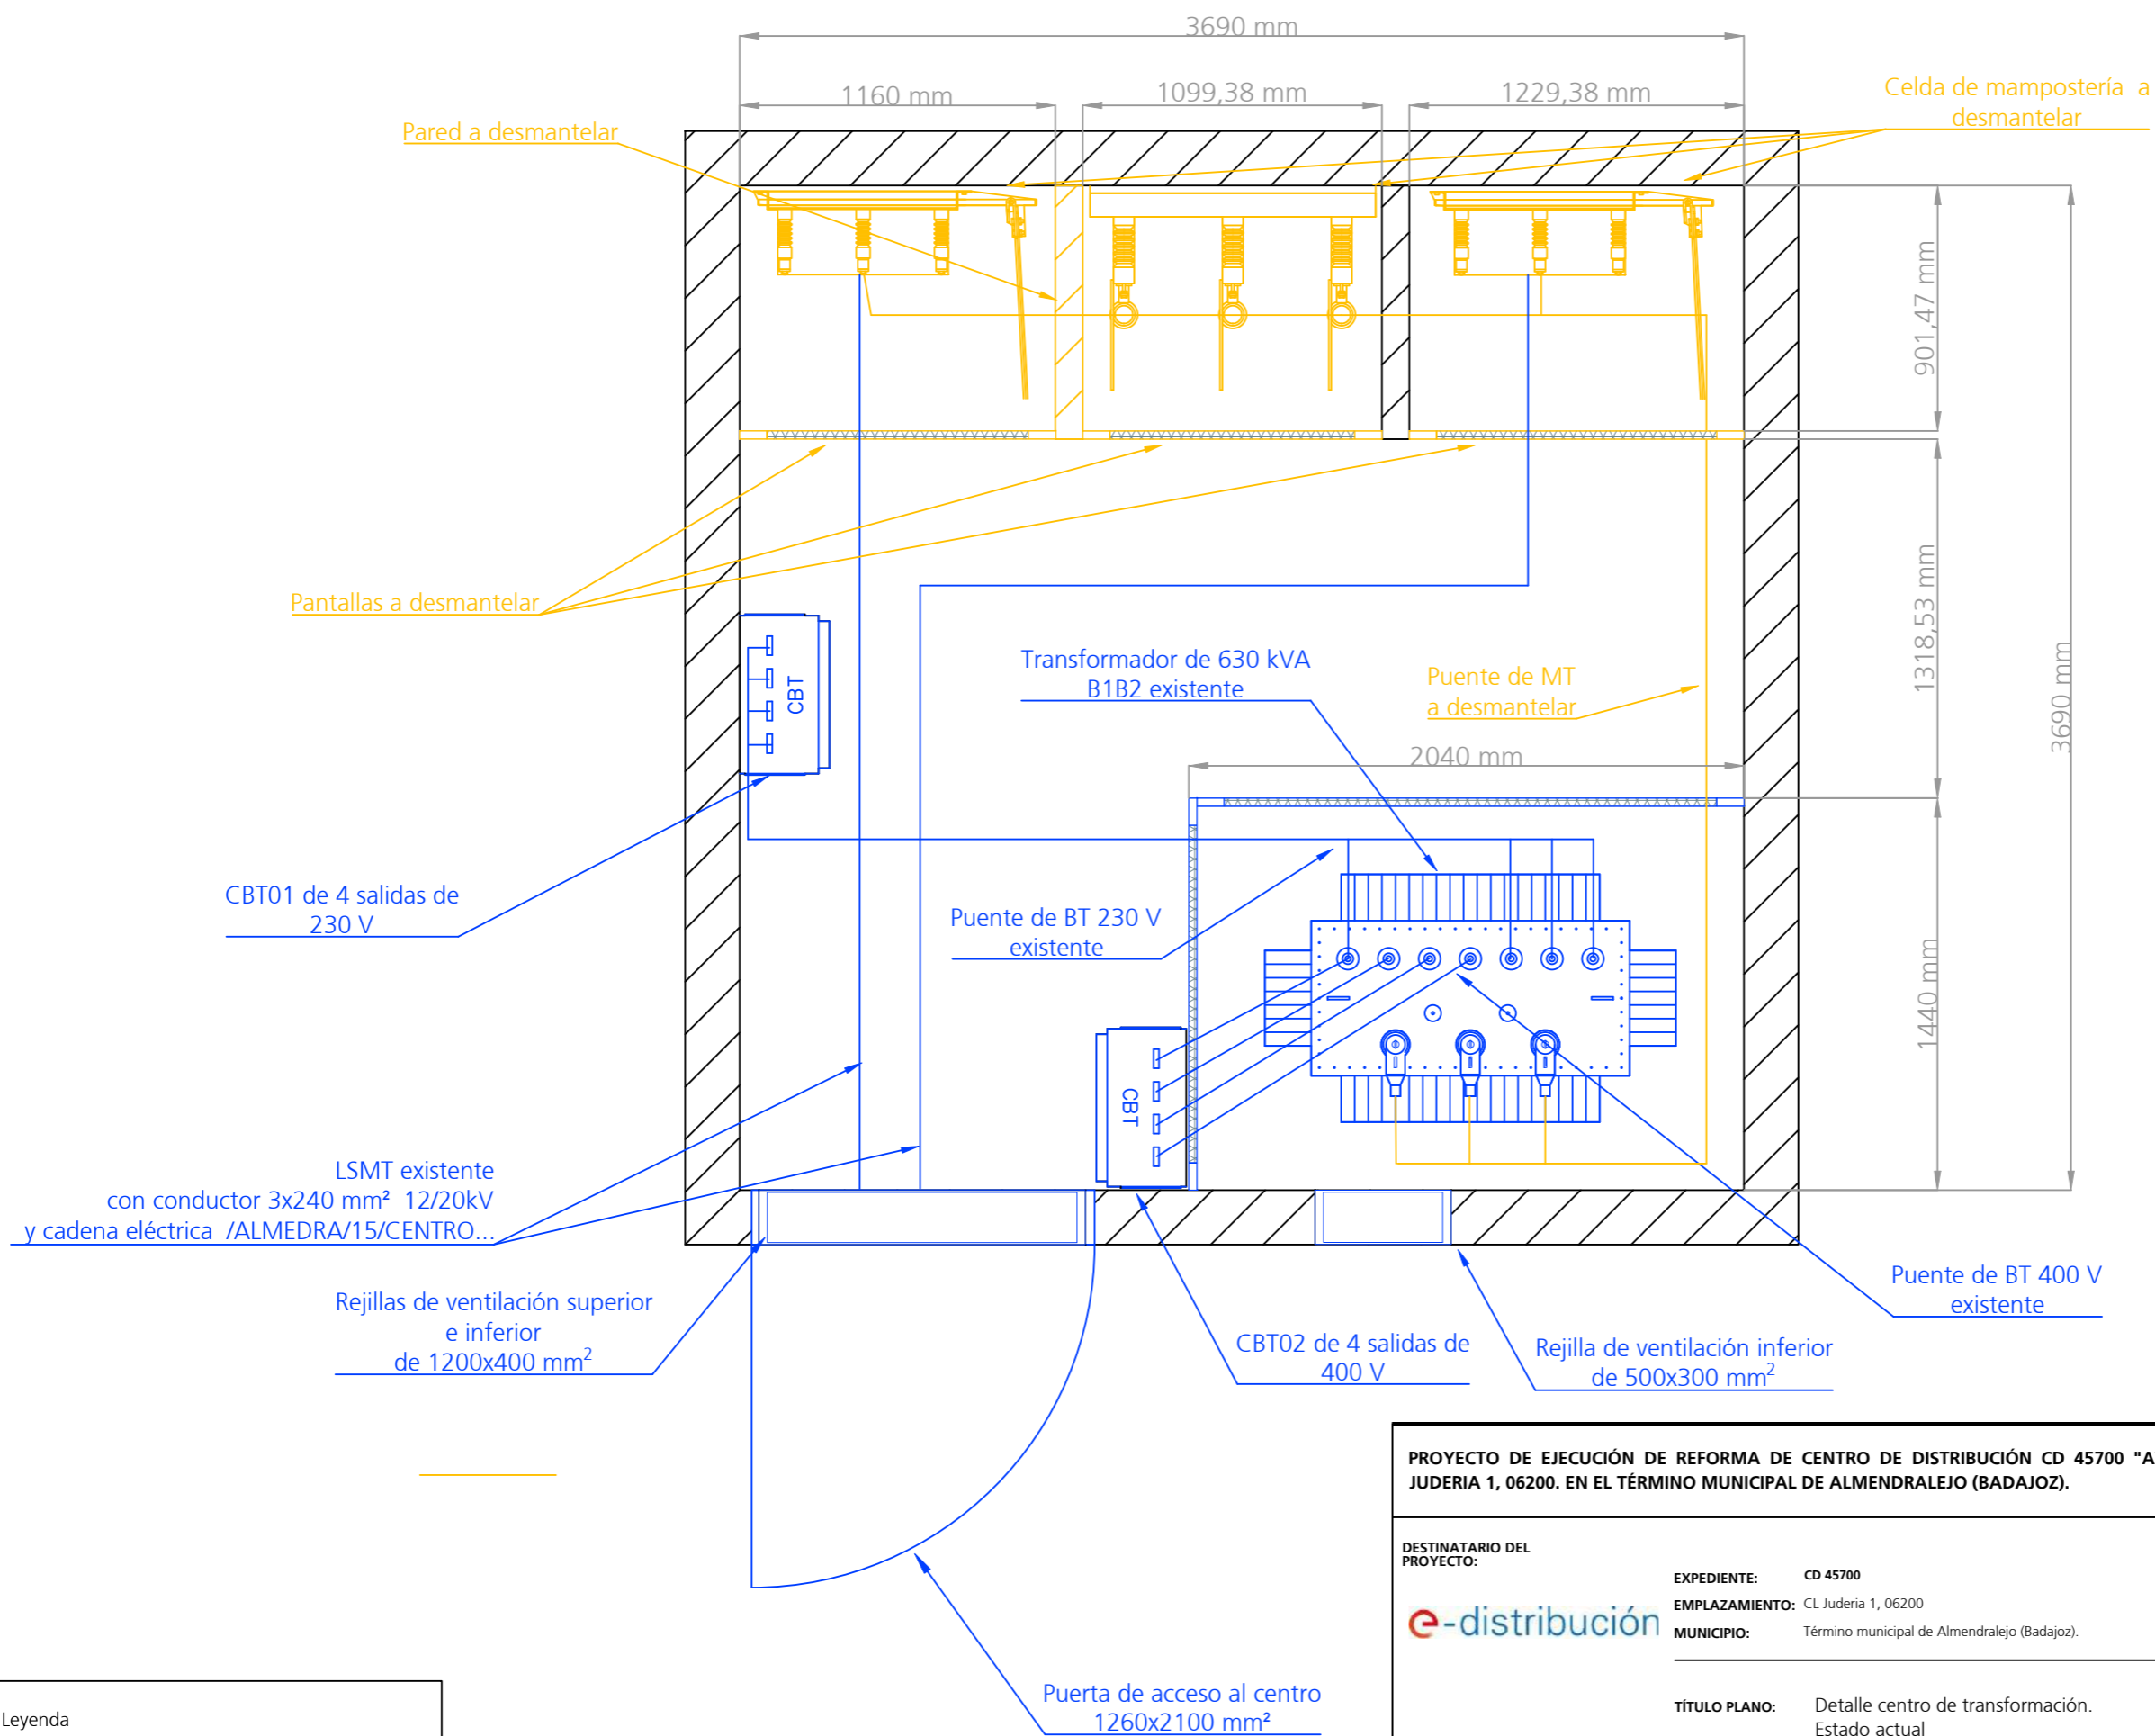 3690 mm
1160 mm
1099,38 mm
1229,38 mm
Celda de mampostería a
desmantelar
Pared a desmantelar
901,47 mm
Pantallas a desmantelar
1318,53 mm
3690 mm
Transformador de 630 kVA
B1B2 existente
Puente de MT
a desmantelar
CBT
2040 mm
CBT01 de 4 salidas de
230 V
Puente de BT 230 V
existente
1440 mm
CBT
LSMT existente
con conductor 3x240 mm² 12/20kV
y cadena eléctrica /ALMEDRA/15/CENTRO...
Puente de BT 400 V
existente
Rejillas de ventilación superior
e inferior
de 1200x400 mm²
CBT02 de 4 salidas de
400 V
Rejilla de ventilación inferior
de 500x300 mm²
PROYECTO DE EJECUCIÓN DE REFORMA DE CENTRO DE DISTRIBUCIÓN CD 45700 "A
JUDERIA 1, 06200. EN EL TÉRMINO MUNICIPAL DE ALMENDRALEJO (BADAJOZ).
DESTINATARIO DEL
PROYECTO:
e-distribución
EXPEDIENTE: CD 45700
EMPLAZAMIENTO: CL Juderia 1, 06200
MUNICIPIO: Término municipal de Almendralejo (Badajoz).
Puerta de acceso al centro
1260x2100 mm²
TÍTULO PLANO: Detalle centro de transformación.
Estado actual
Leyenda